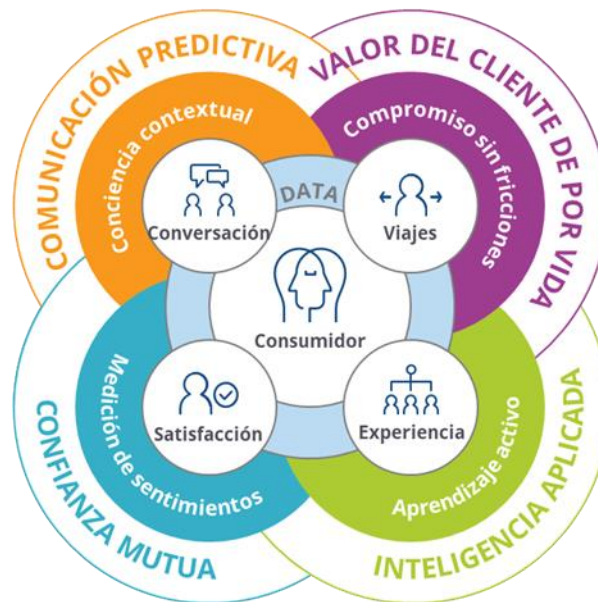 COMUNICACIÓN PREDICTIVA
Conciencia contextual
Conversación
VALOR DEL CLIENTE DE POR VIDA
Compromiso sin fricciones
Viajes
DATA
Consumidor
CONFIANZA MUTUA
Medición de sentimientos
Satisfacción
INTELIGENCIA APLICADA
Aprendizaje activo
Experiencia